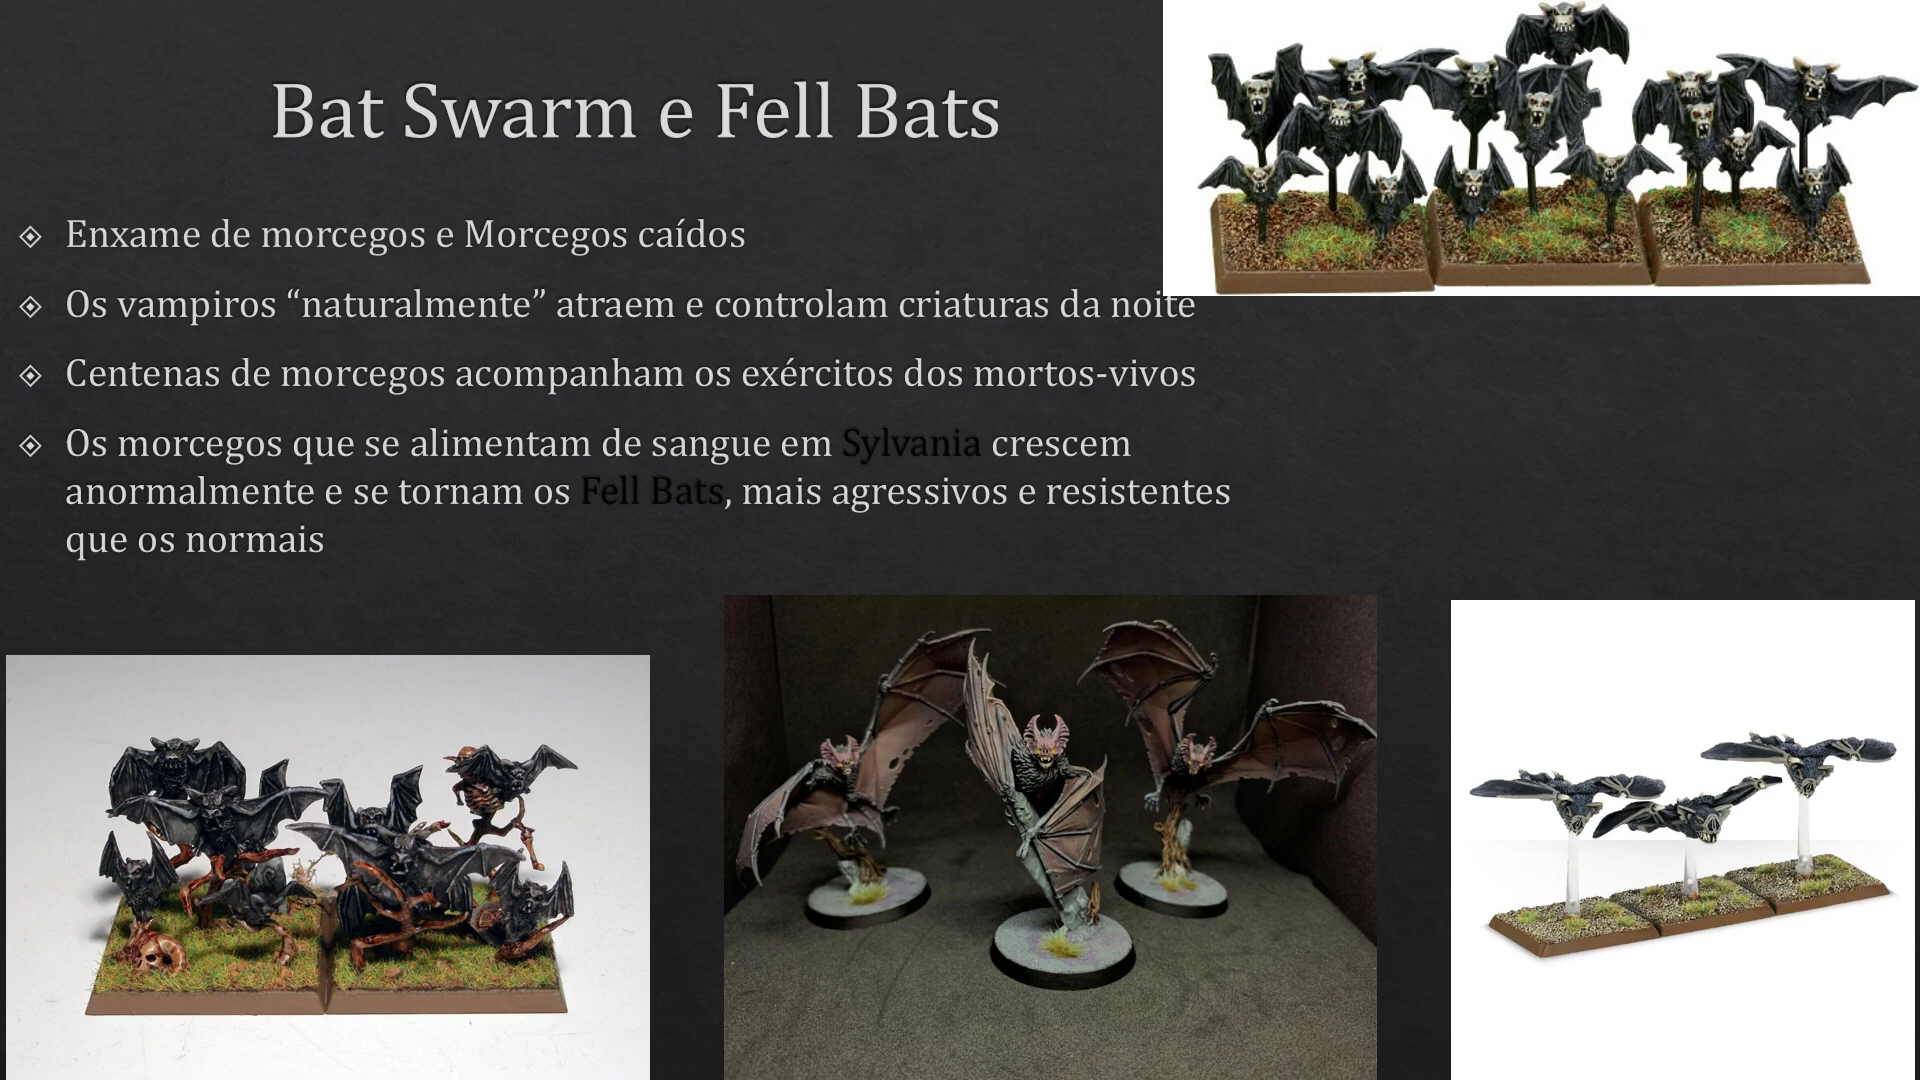 Bat Swarm e Fell Bats
Enxame de morcegos e Morcegos caídos
Os vampiros “naturalmente” atraem e controlam criaturas da noite
Centenas de morcegos acompanham os exércitos dos mortos-vivos
Os morcegos que se alimentam de sangue em Sylvania crescem
anormalmente e se tornam os Fell Bats, mais agressivos e resistentes
que os normais